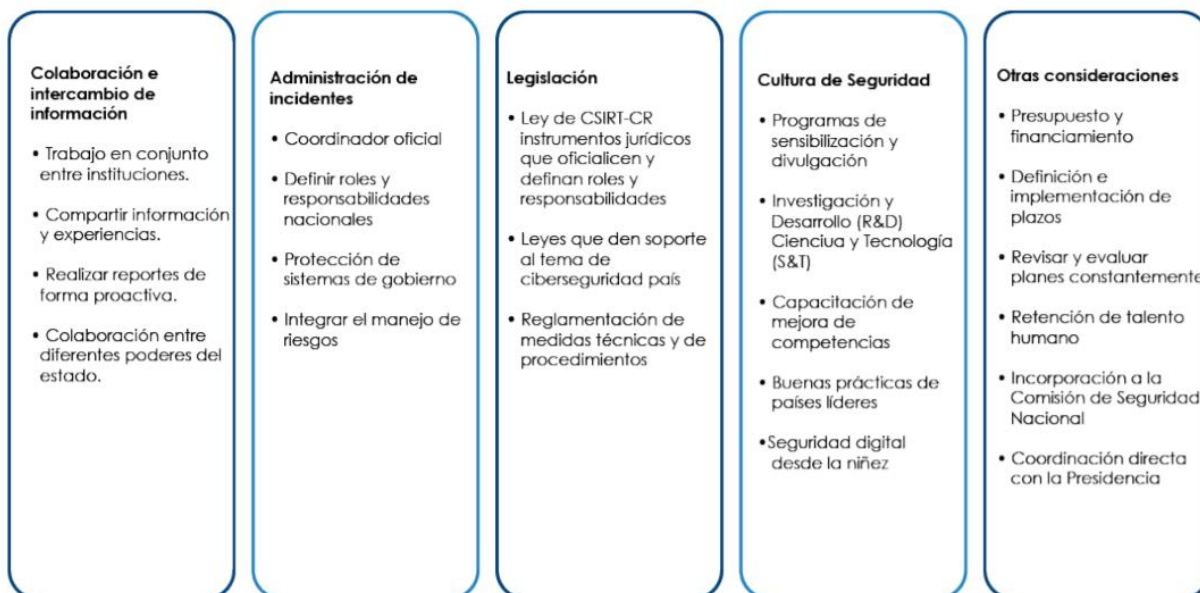 Colaboración e
intercambio de
información
• Trabajo en conjunto
entre instituciones.
• Compartir información
y experiencias.
• Realizar reportes de
forma proactiva.
• Colaboración entre
diferentes poderes del
estado.
Administración de
incidentes
• Coordinador oficial
• Definir roles y
responsabilidades
nacionales
• Protección de
sistemas de gobierno
• Integrar el manejo de
riesgos
Legislación
• Ley de CSIRT-CR
instrumentos jurídicos
que oficialicen y
definan roles y
responsabilidades
• Leyes que den soporte
al tema de
ciberseguridad país
• Reglamentación de
medidas técnicas y de
procedimientos
Cultura de Seguridad
• Programas de
sensibilización y
divulgación
• Investigación y
Desarrollo (R&D)
Cienciua y Tecnología
(S&T)
• Capacitación de
mejora de
competencias
• Buenas prácticas de
países líderes
•Seguridad digital
desde la niñez
Otras consideraciones
• Presupuesto y
financiamiento
• Definición e
implementación de
plazos
• Revisar y evaluar
planes constantemente
• Retención de talento
humano
• Incorporación a la
Comisión de Seguridad
Nacional
• Coordinación directa
con la Presidencia